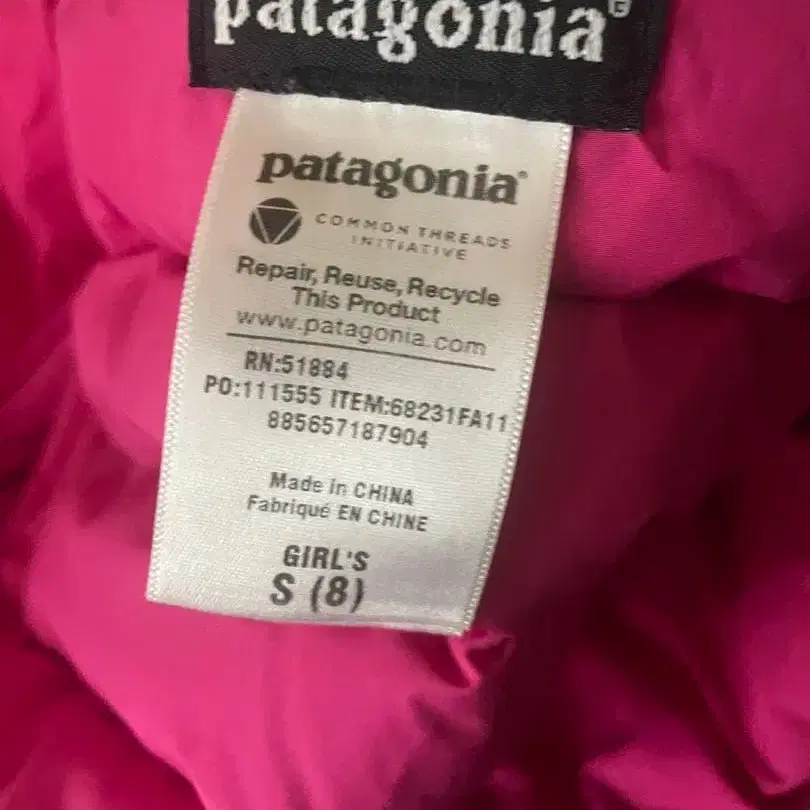 patagonia®
patagonia®
COMMON THREADS
INITIATIVE
Repair, Reuse, Recycle
This Product
www.patagonia.com
RN:51884
PO:111555 ITEM:68231FA11
885657187904
Made in CHINA
Fabriqué EN CHINE
GIRL'S
S (8)